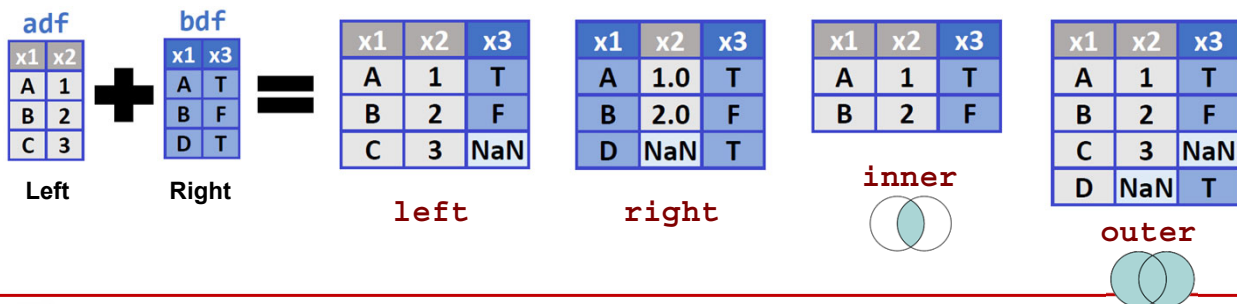 adf
x1 x2
A 1
B 2
C 3
Left
bdf
x1 x3
A T
B F
D T
Right
x1 x2 x3
A 1 T
B 2 F
C 3 NaN
left
x1 x2 x3
A 1.0 T
B 2.0 F
D NaN T
right
x1 x2 x3
A 1 T
B 2 F
inner
x1 x2 x3
A 1 T
B 2 F
C 3 NaN
D NaN T
outer